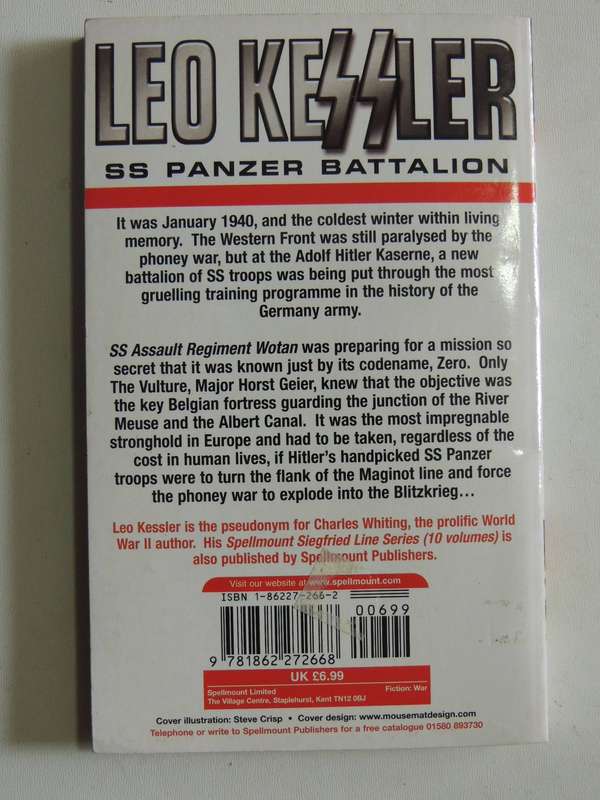 LEO KESSLER
SS PANZER BATTALION
It was January 1940, and the coldest winter within living
memory. The Western Front was still paralysed by the
phoney war, but at the Adolf Hitler Kaserne, a new
battalion of SS troops was being put through the most
gruelling training programme in the history of the
Germany army.
SS Assault Regiment Wotan was preparing for a mission so
secret that it was known just by its codename, Zero. Only
The Vulture, Major Horst Geier, knew that the objective was
the key Belgian fortress guarding the junction of the River
Meuse and the Albert Canal. It was the most impregnable
stronghold in Europe and had to be taken, regardless of the
cost in human lives, if Hitler's handpicked SS Panzer
troops were to turn the flank of the Maginot line and force
the phoney war to explode into the Blitzkrieg...
Leo Kessler is the pseudonym for Charles Whiting, the prolific World
War II author. His Spellmount Siegfried Line Series (10 volumes) is
also published by Spellmount Publishers.
Visit our website at www.spellmount.com
ISBN 1-86227-266-2
00699
9 781862 272668
UK £6.99
Spellmount Limited
The Village Centre, Staplehurst, Kent TN12 0BJ
Fiction: War
Cover illustration: Steve Crisp • Cover design: www.mousematdesign.com
Telephone or write to Spellmount Publishers for a free catalogue 01580 893730